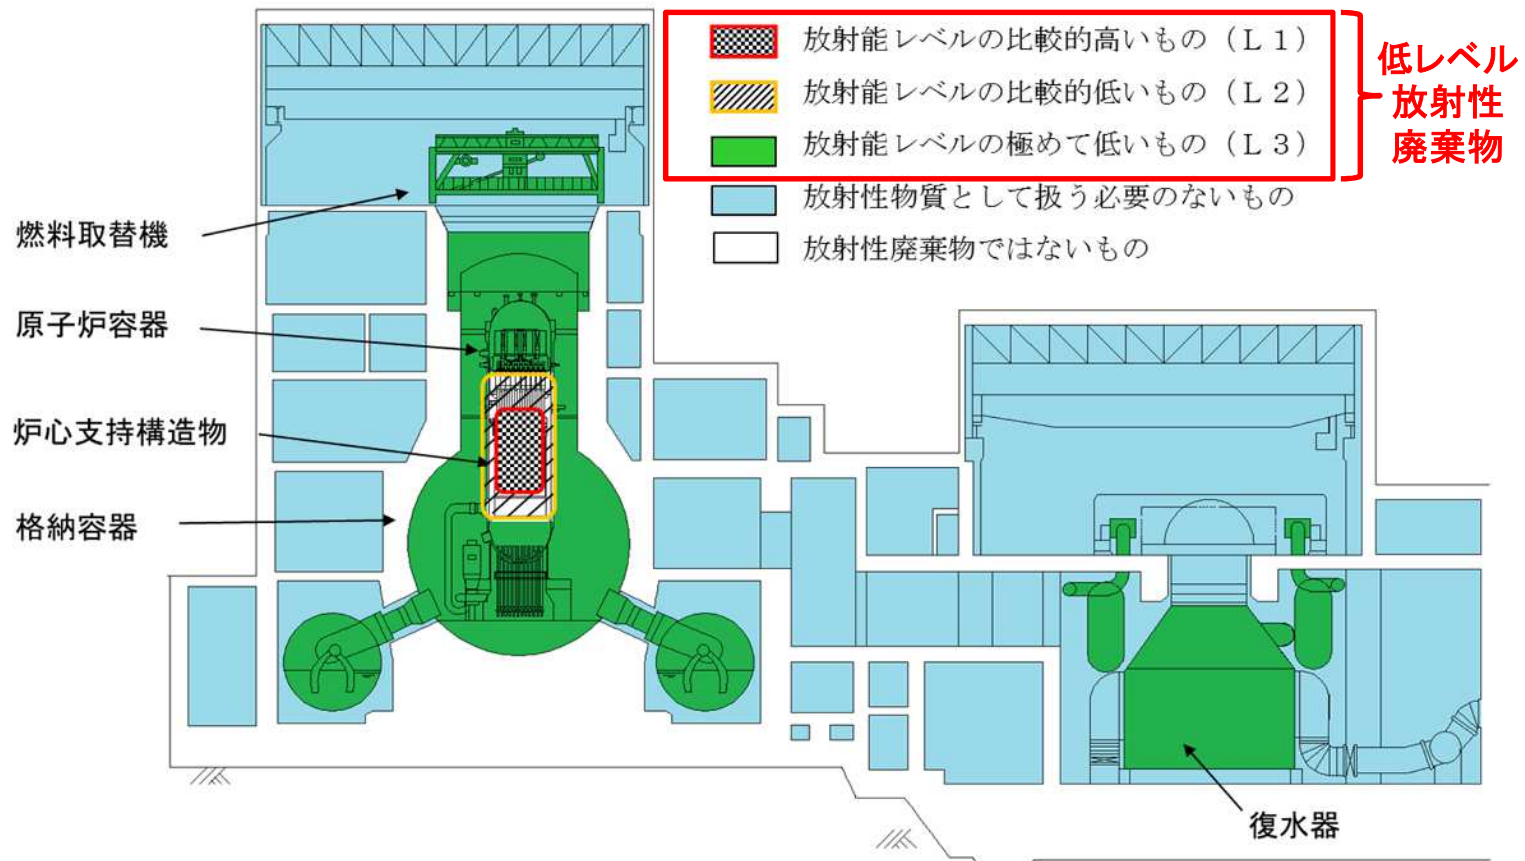 放射能レベルの比較的高いもの（Ｌ１）
放射能レベルの比較的低いもの（Ｌ２）
放射能レベルの極めて低いもの（Ｌ３）
放射性物質として扱う必要のないもの
放射性廃棄物ではないもの
低レベル
放射性
廃棄物
燃料取替機
原子炉容器
炉心支持構造物
格納容器
復水器